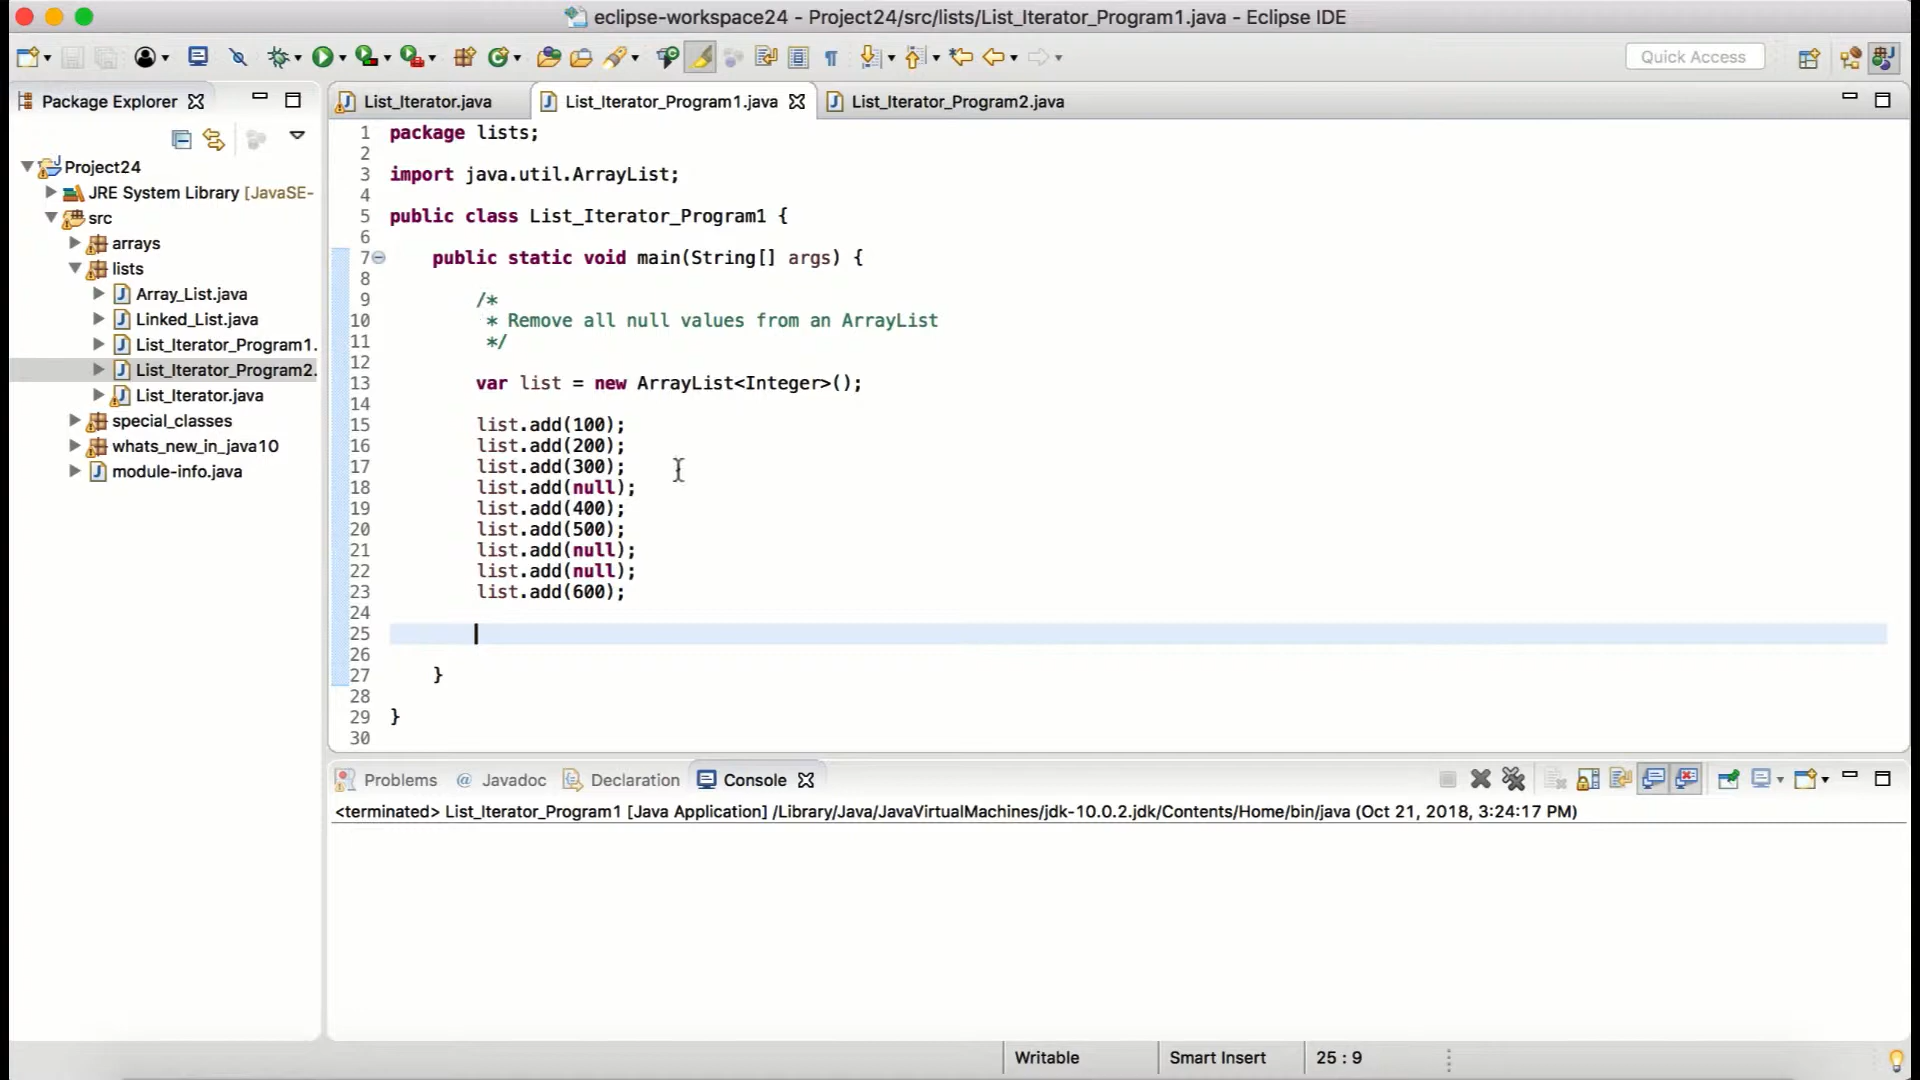 eclipse-workspace24 - Project24/src/lists/List_Iterator_Program1.java - Eclipse IDE
Quick Access
Package Explorer
Project24
JRE System Library [JavaSE-
src
arrays
lists
Array_List.java
Linked_List.java
List_Iterator_Program1.
List_Iterator_Program2.
List_Iterator.java
special_classes
whats_new_in_java10
module-info.java
List_Iterator.java List_Iterator_Program1.java List_Iterator_Program2.java
1 package lists;
2
3 import java.util.ArrayList;
4
5 public class List_Iterator_Program1 {
6
7 public static void main(String[] args) {
8
9 /*
10 * Remove all null values from an ArrayList
11 */
12
13 var list = new ArrayList<Integer>();
14
15 list.add(100);
16 list.add(200);
17 list.add(300);
18 list.add(null);
19 list.add(400);
20 list.add(500);
21 list.add(null);
22 list.add(null);
23 list.add(600);
24
25
26
27 }
28
29 }
30
Problems @ Javadoc Declaration Console
<terminated> List_Iterator_Program1 [Java Application] /Library/Java/JavaVirtualMachines/jdk-10.0.2.jdk/Contents/Home/bin/java (Oct 21, 2018, 3:24:17 PM)
Writable Smart Insert 25 : 9